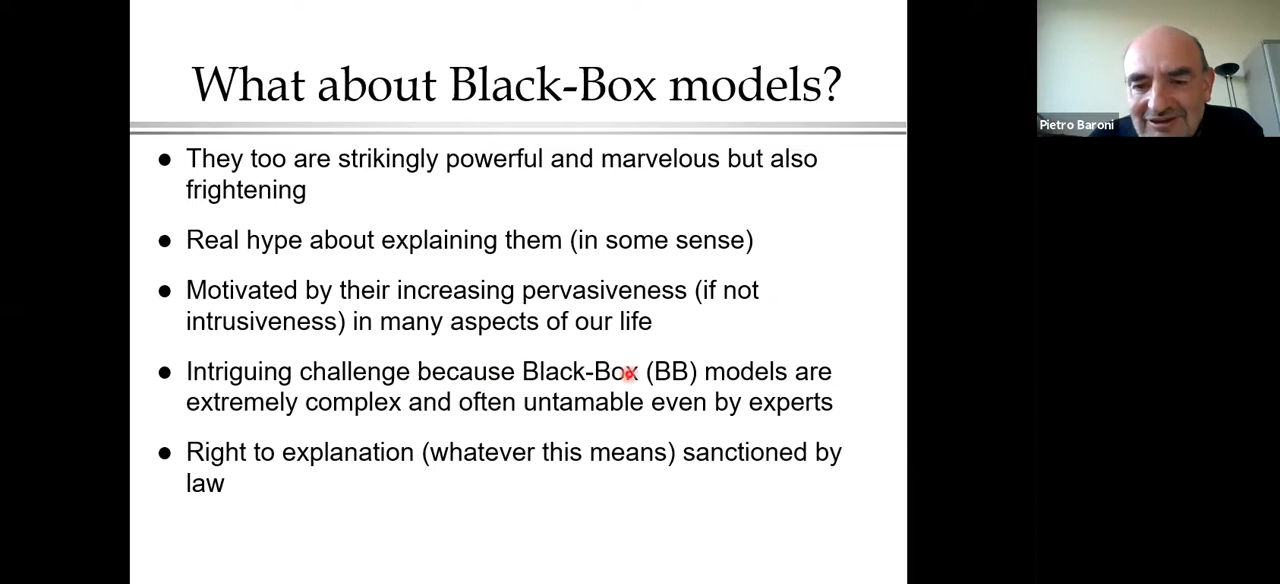 What about Black-Box models?
Pietro Baroni
● They too are strikingly powerful and marvelous but also
frightening
● Real hype about explaining them (in some sense)
● Motivated by their increasing pervasiveness (if not
intrusiveness) in many aspects of our life
● Intriguing challenge because Black-Box (BB) models are
extremely complex and often untamable even by experts
● Right to explanation (whatever this means) sanctioned by
law